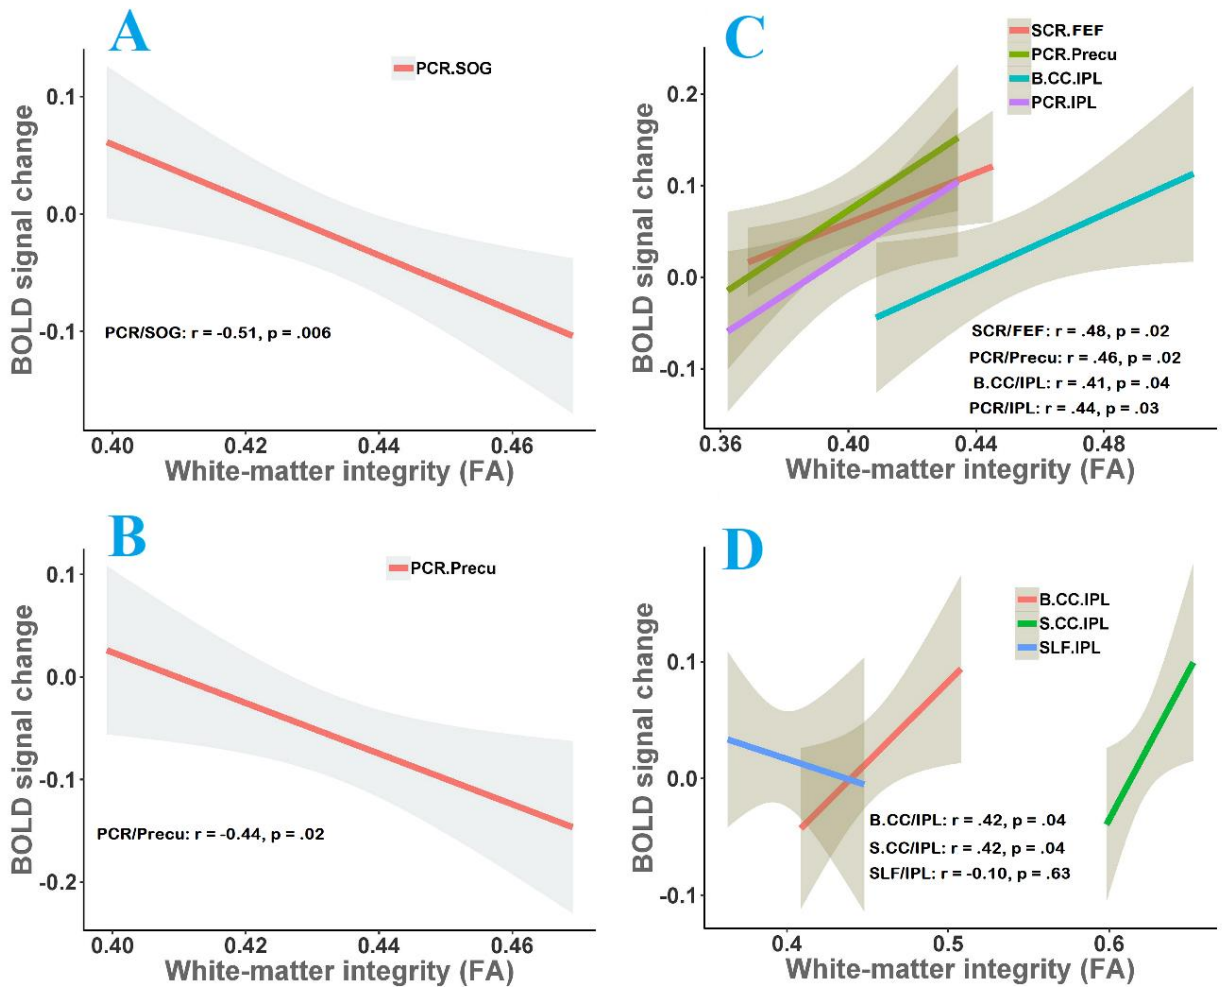 A
PCR.SOG
BOLD signal change
0.1
0.0
-0.1
PCR/SOG: r = -0.51, p = .006
0.40 0.42 0.44 0.46
White-matter integrity (FA)
C
SCR.FEF
PCR.Precu
B.CC.IPL
PCR.IPL
BOLD signal change
0.2
0.1
0.0
-0.1
SCR/FEF: r = .48, p = .02
PCR/Precu: r = .46, p = .02
B.CC/IPL: r = .41, p = .04
PCR/IPL: r = .44, p = .03
0.36 0.40 0.44 0.48
White-matter integrity (FA)
B
PCR.Precu
BOLD signal change
0.1
0.0
-0.1
-0.2
PCR/Precu: r = -0.44, p = .02
0.40 0.42 0.44 0.46
White-matter integrity (FA)
D
B.CC.IPL
S.CC.IPL
SLF.IPL
BOLD signal change
0.1
0.0
-0.1
B.CC/IPL: r = .42, p = .04
S.CC/IPL: r = .42, p = .04
SLF/IPL: r = -0.10, p = .63
0.4 0.5 0.6
White-matter integrity (FA)